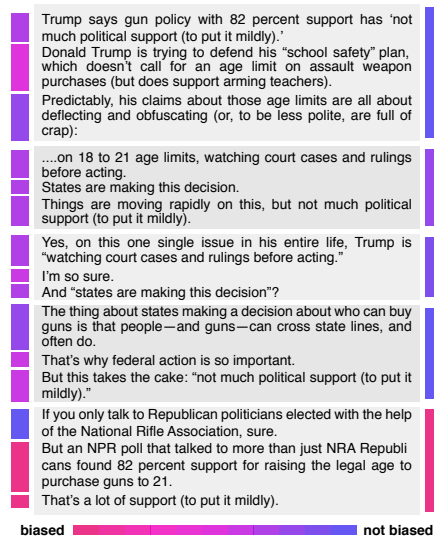 Trump says gun policy with 82 percent support has ‘not
much political support (to put it mildly).’
Donald Trump is trying to defend his “school safety” plan,
which doesn’t call for an age limit on assault weapon
purchases (but does support arming teachers).
Predictably, his claims about those age limits are all about
deflecting and obfuscating (or, to be less polite, are full of
crap):
....on 18 to 21 age limits, watching court cases and rulings
before acting.
States are making this decision.
Things are moving rapidly on this, but not much political
support (to put it mildly).
Yes, on this one single issue in his entire life, Trump is
“watching court cases and rulings before acting.”
I’m so sure.
And “states are making this decision”?
The thing about states making a decision about who can buy
guns is that people—and guns—can cross state lines, and
often do.
That’s why federal action is so important.
But this takes the cake: “not much political support (to put it
mildly).”
If you only talk to Republican politicians elected with the help
of the National Rifle Association, sure.
But an NPR poll that talked to more than just NRA Republi
cans found 82 percent support for raising the legal age to
purchase guns to 21.
That’s a lot of support (to put it mildly).
biased not biased